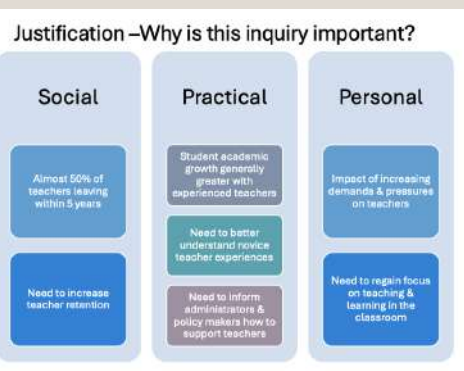 Justification –Why is this inquiry important?
Social
Almost 50% of
teachers leaving
within 5 years
Need to increase
teacher retention
Practical
Student academic
growth generally
greater with
experienced teachers
Need to better
understand novice
teacher experiences
Need to inform
administrators &
policy makers how to
support teachers
Personal
Impact of increasing
demands & pressures
on teachers
Need to regain focus
on teaching &
learning in the
classroom